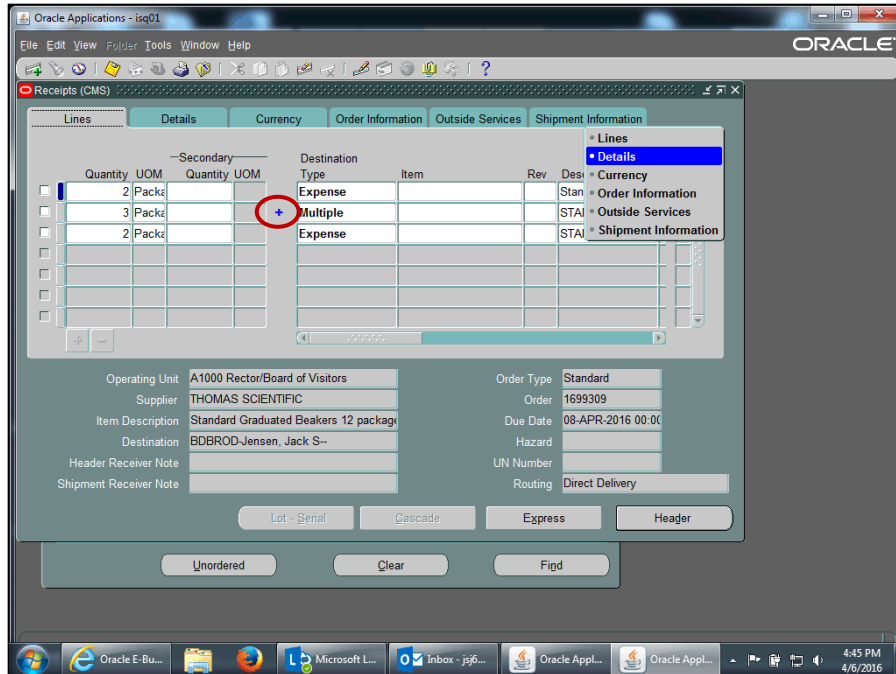 Oracle Applications - isq01
File Edit View Folder Tools Window Help
ORACLE
Receipts (CMS)
Lines Details Currency Order Information Outside Services Shipment Information
Lines
Details
Currency
Order Information
Outside Services
Shipment Information
Secondary Destination
Quantity UOM Quantity UOM Type Item Rev Des
2 Packa Expense Stan
3 Packa + Multiple STA
2 Packa Expense STA
Operating Unit A1000 Rector/Board of Visitors Order Type Standard
Supplier THOMAS SCIENTIFIC Order 1699309
Item Description Standard Graduated Beakers 12 package Due Date 08-APR-2016 00:00
Destination BDBROD-Jensen, Jack S-- Hazard
Header Receiver Note UN Number
Shipment Receiver Note Routing Direct Delivery
Lot - Serial Cascade Express Header
Unordered Clear Find
Oracle E-Bu... Microsoft L... Inbox - jsj6... Oracle Appl... Oracle Appl... 4:45 PM
4/6/2016